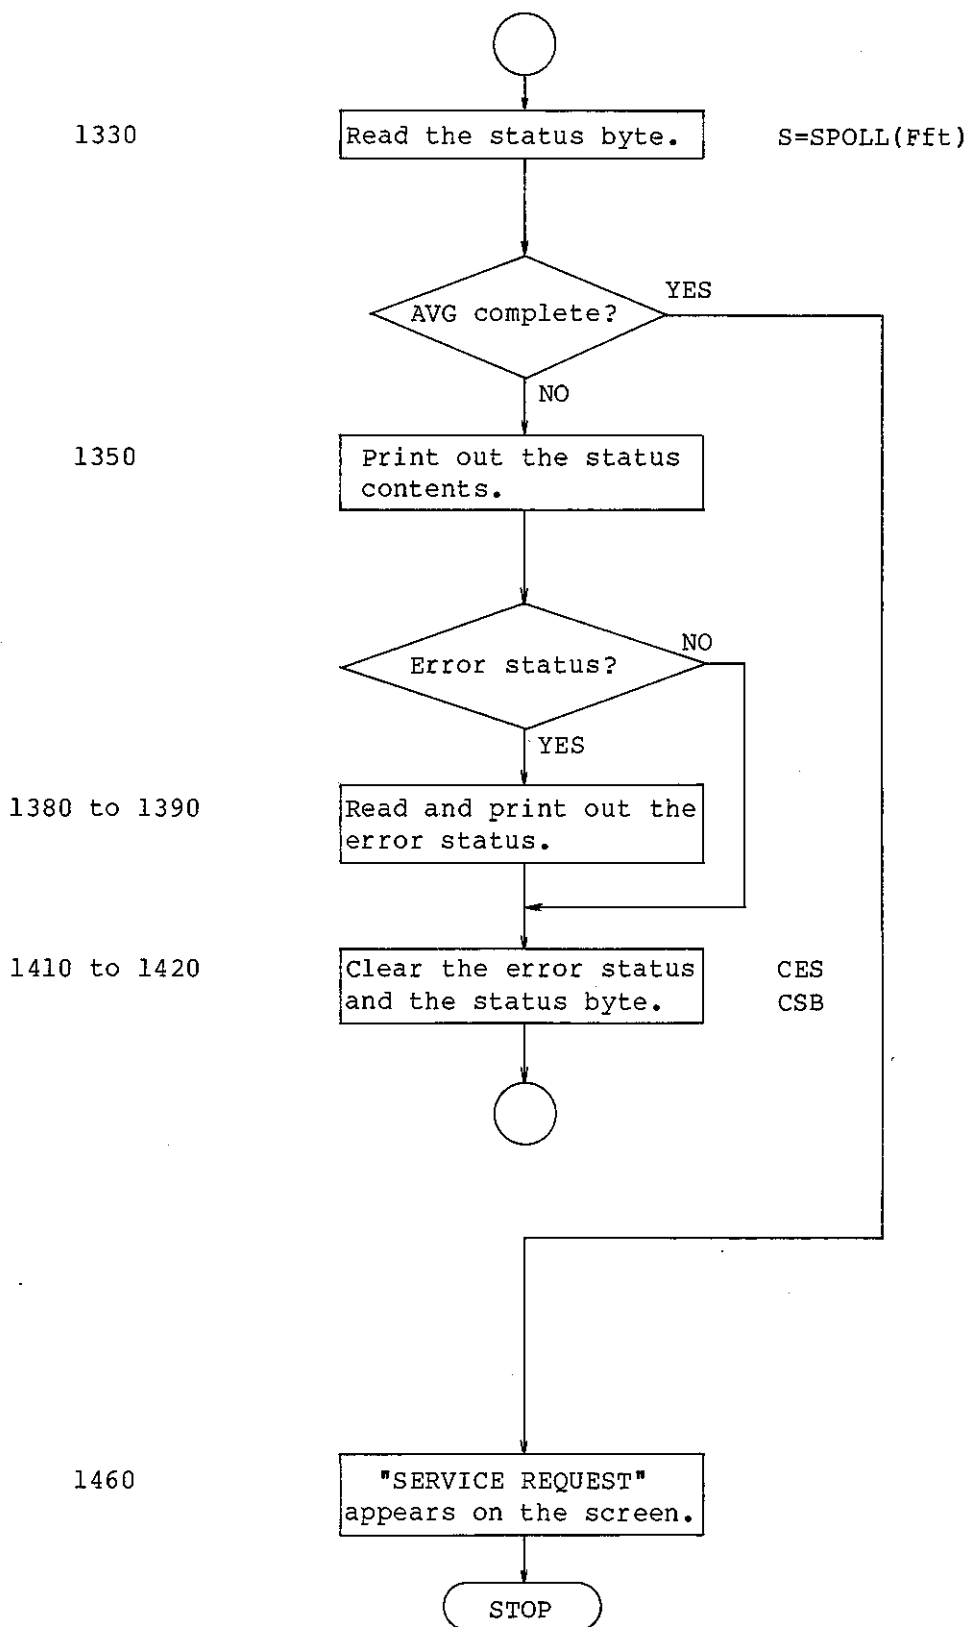 1330 Read the status byte. S=SPOLL(Fft)
AVG complete? YES
NO
1350 Print out the status
contents.
NO
Error status?
YES
1380 to 1390 Read and print out the
error status.
1410 to 1420 Clear the error status CES
and the status byte. CSB
1460 "SERVICE REQUEST"
appears on the screen.
STOP